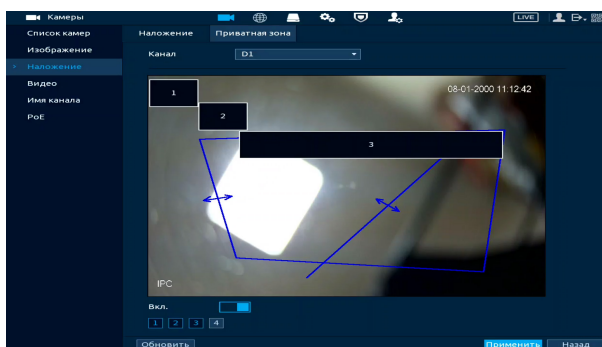 Камеры
LIVE
Список камер
Изображение
Наложение
Видео
Имя канала
PoE
Наложение Приватная зона
Канал D1
08-01-2000 11:12:42
1
2
3
IPC
Вкл.
1 2 3 4
Обновить Применить Назад